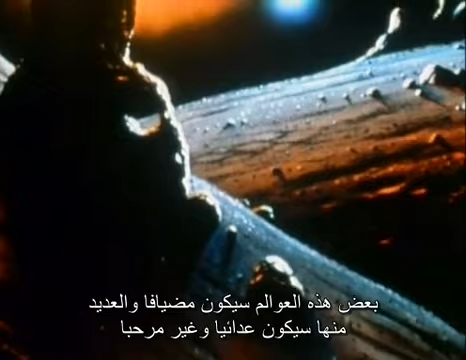 بعض هذه العوالم سيكون مضيافا والعديد
منها سيكون عدائيا وغير مرحبا